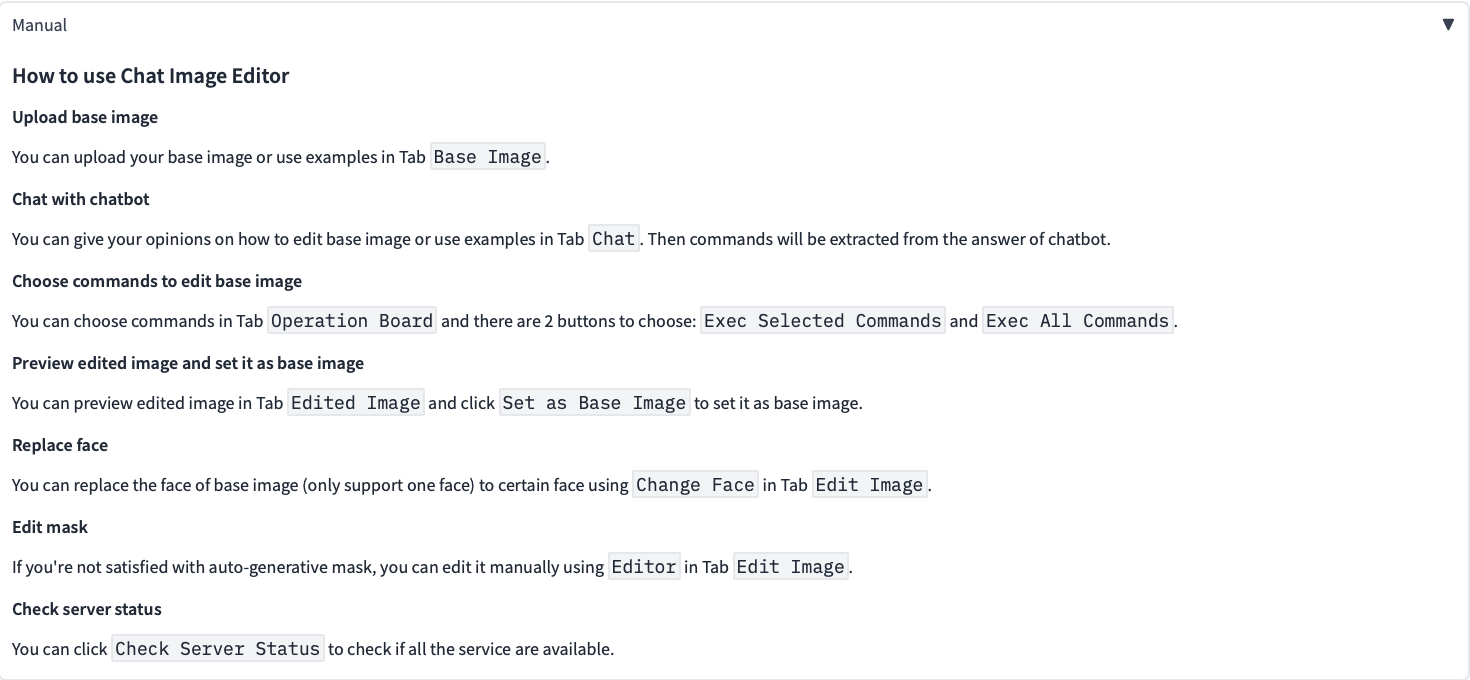 Manual ▼
How to use Chat Image Editor
Upload base image
You can upload your base image or use examples in Tab Base Image.
Chat with chatbot
You can give your opinions on how to edit base image or use examples in Tab Chat. Then commands will be extracted from the answer of chatbot.
Choose commands to edit base image
You can choose commands in Tab Operation Board and there are 2 buttons to choose: Exec Selected Commands and Exec All Commands.
Preview edited image and set it as base image
You can preview edited image in Tab Edited Image and click Set as Base Image to set it as base image.
Replace face
You can replace the face of base image (only support one face) to certain face using Change Face in Tab Edit Image.
Edit mask
If you're not satisfied with auto-generative mask, you can edit it manually using Editor in Tab Edit Image.
Check server status
You can click Check Server Status to check if all the service are available.